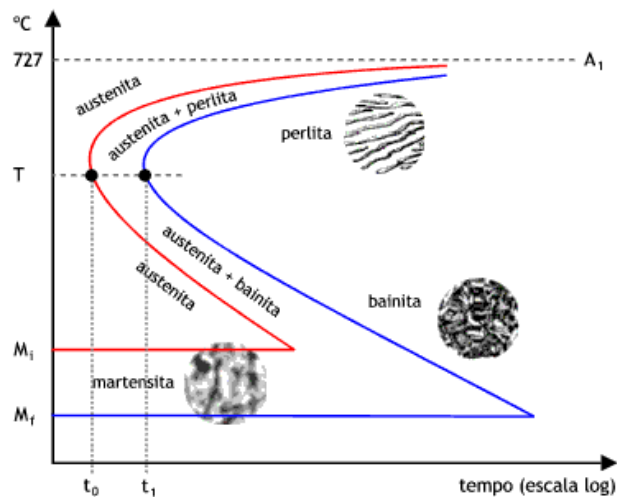 ºC
727
A1
austenita
austenita + perlita
perlita
T
austenita + bainita
austenita
bainita
Mi
martensita
Mf
t0
t1
tempo (escala log)